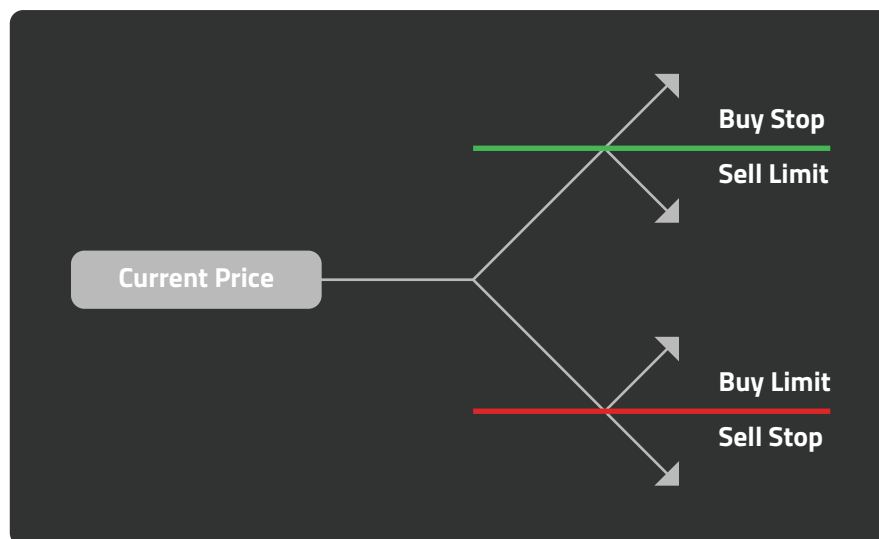 Buy Stop
Sell Limit
Current Price
Buy Limit
Sell Stop